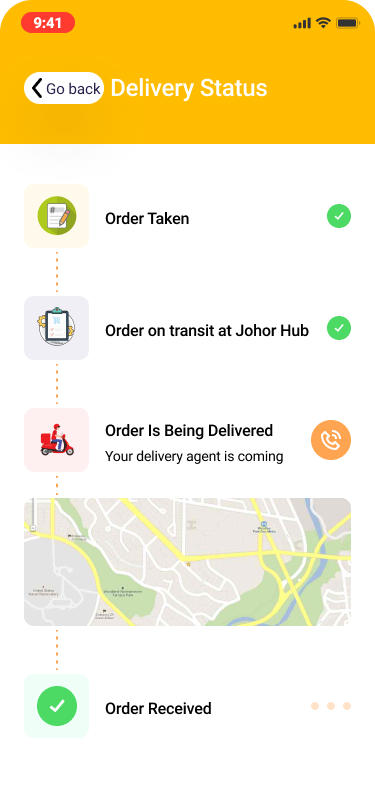 9:41
Go back
Delivery Status
Order Taken
Order on transit at Johor Hub
Order Is Being Delivered
Your delivery agent is coming
Order Received